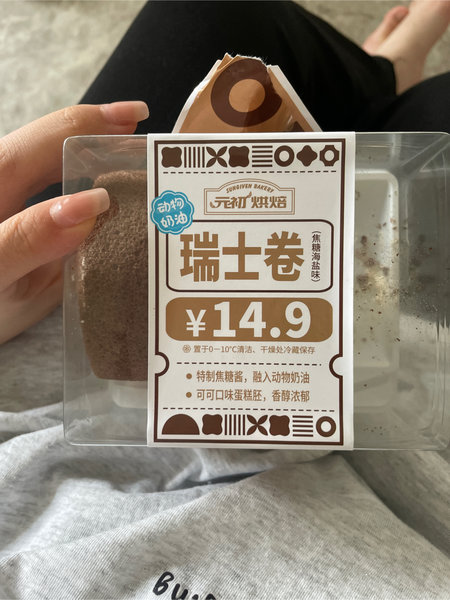 SUNGIVEN BAKERY
元初烘焙
动物
奶油
瑞士卷
(焦糖海盐味)
¥14.9
置于0-10℃清洁、干燥处冷藏保存
• 特制焦糖酱，融入动物奶油
• 可可口味蛋糕胚，香醇浓郁